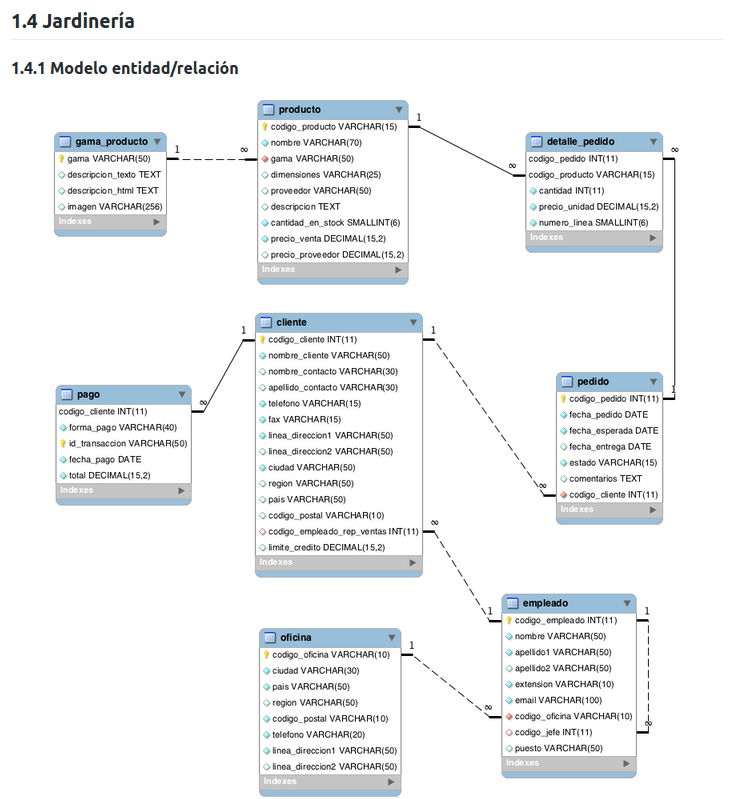 1.4 Jardinería
1.4.1 Modelo entidad/relación
gama_producto
gama VARCHAR(50)
descripcion_texto TEXT
descripcion_html TEXT
imagen VARCHAR(256)
Indexes
1
∞
producto
codigo_producto VARCHAR(15)
nombre VARCHAR(70)
gama VARCHAR(50)
dimensiones VARCHAR(25)
proveedor VARCHAR(50)
descripcion TEXT
cantidad_en_stock SMALLINT(6)
precio_venta DECIMAL(15,2)
precio_proveedor DECIMAL(15,2)
Indexes
1
∞
detalle_pedido
codigo_pedido INT(11)
codigo_producto VARCHAR(15)
cantidad INT(11)
precio_unidad DECIMAL(15,2)
numero_linea SMALLINT(6)
Indexes
∞
1
pago
codigo_cliente INT(11)
forma_pago VARCHAR(40)
id_transaccion VARCHAR(50)
fecha_pago DATE
total DECIMAL(15,2)
Indexes
∞
1
cliente
codigo_cliente INT(11)
nombre_cliente VARCHAR(50)
nombre_contacto VARCHAR(30)
apellido_contacto VARCHAR(30)
telefono VARCHAR(15)
fax VARCHAR(15)
linea_direccion1 VARCHAR(50)
linea_direccion2 VARCHAR(50)
ciudad VARCHAR(50)
region VARCHAR(50)
pais VARCHAR(50)
codigo_postal VARCHAR(10)
codigo_empleado_rep_ventas INT(11)
limite_credito DECIMAL(15,2)
Indexes
1
∞
∞
1
pedido
codigo_pedido INT(11)
fecha_pedido DATE
fecha_esperada DATE
fecha_entrega DATE
estado VARCHAR(15)
comentarios TEXT
codigo_cliente INT(11)
Indexes
oficina
codigo_oficina VARCHAR(10)
ciudad VARCHAR(30)
pais VARCHAR(50)
region VARCHAR(50)
codigo_postal VARCHAR(10)
telefono VARCHAR(20)
linea_direccion1 VARCHAR(50)
linea_direccion2 VARCHAR(50)
Indexes
1
∞
empleado
codigo_empleado INT(11)
nombre VARCHAR(50)
apellido1 VARCHAR(50)
apellido2 VARCHAR(50)
extension VARCHAR(10)
email VARCHAR(100)
codigo_oficina VARCHAR(10)
codigo_jefe INT(11)
puesto VARCHAR(50)
Indexes
1
∞